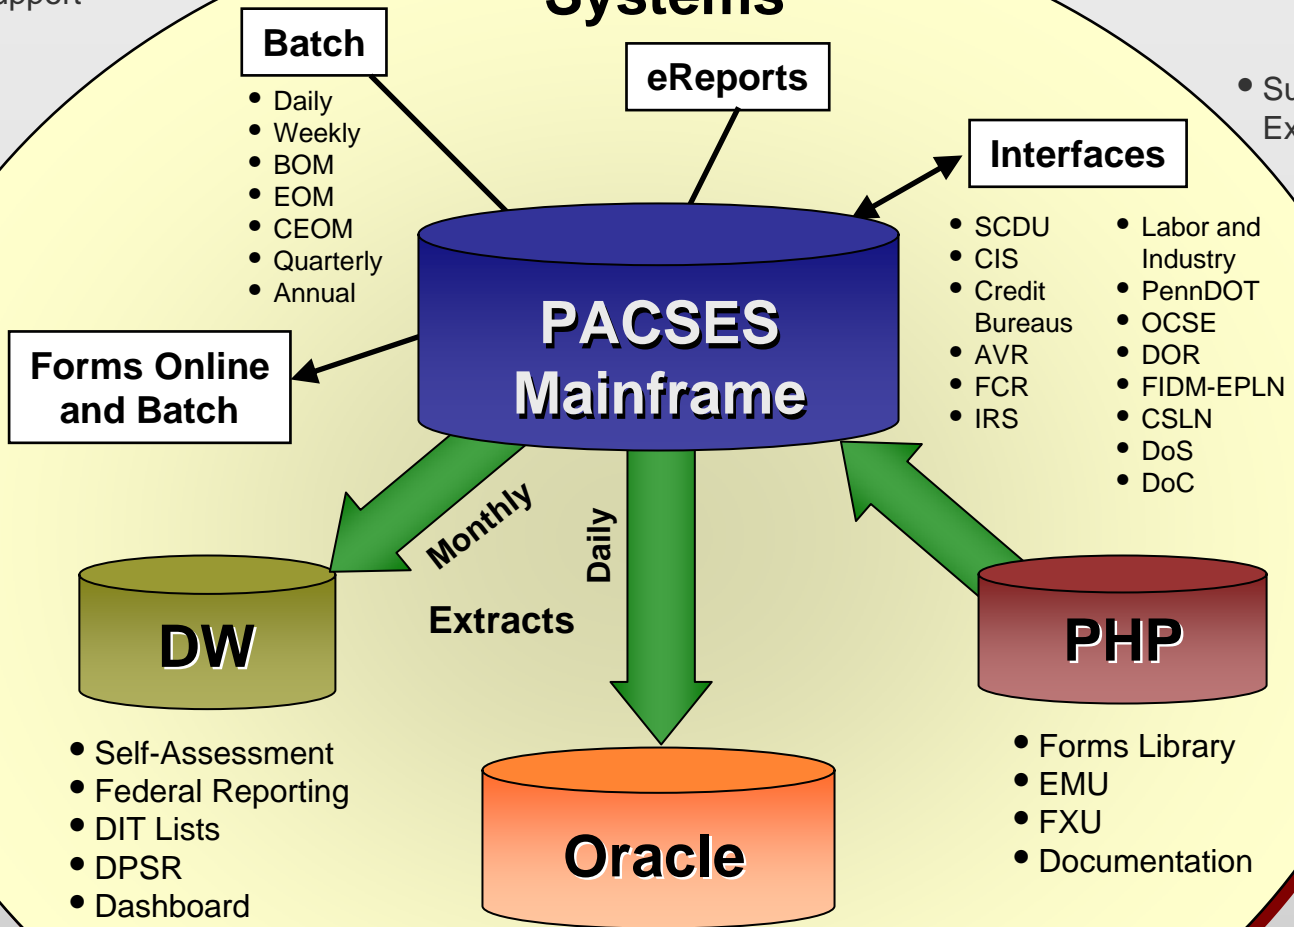 Systems
Batch
• Daily
• Weekly
• BOM
• EOM
• CEOM
• Quarterly
• Annual
eReports
Interfaces
• SCDU
• CIS
• Credit
Bureaus
• AVR
• FCR
• IRS
• Labor and
Industry
• PennDOT
• OCSE
• DOR
• FIDM-EPLN
• CSLN
• DoS
• DoC
Forms Online
and Batch
PACSES
Mainframe
Monthly
Daily
Extracts
DW
• Self-Assessment
• Federal Reporting
• DIT Lists
• DPSR
• Dashboard
Oracle
PHP
• Forms Library
• EMU
• FXU
• Documentation